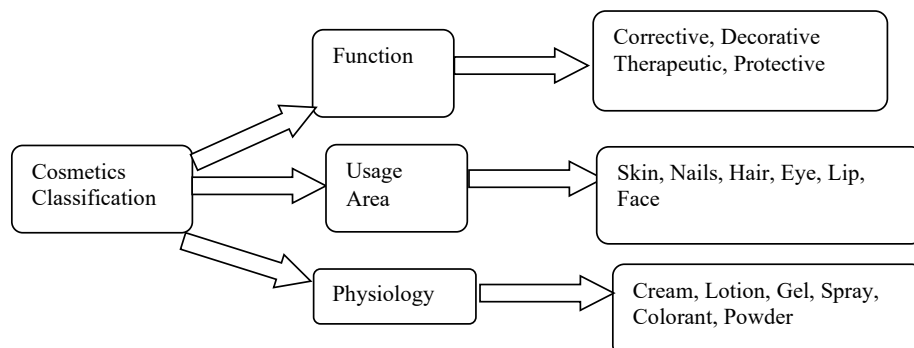 Function
Corrective, Decorative
Therapeutic, Protective
Cosmetics
Classification
Usage
Area
Skin, Nails, Hair, Eye, Lip,
Face
Physiology
Cream, Lotion, Gel, Spray,
Colorant, Powder